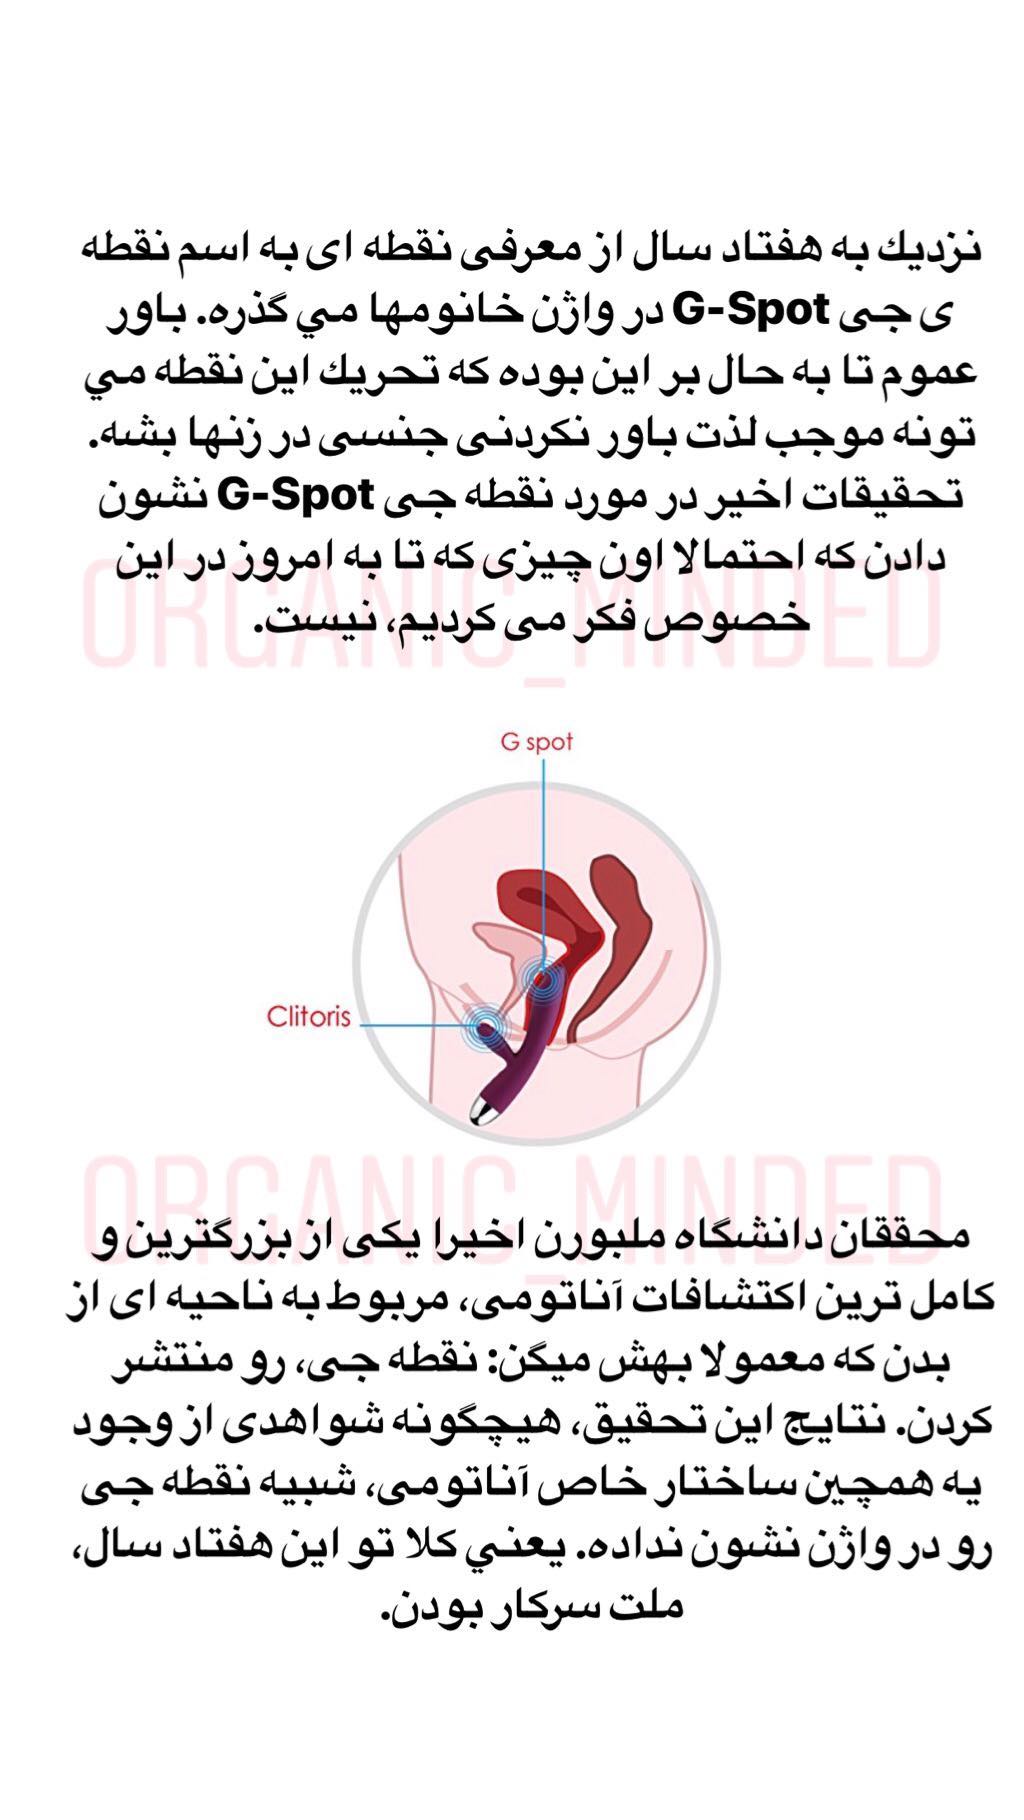 نزديك به هفتاد سال از معرفی نقطه ای به اسم نقطه
ی جی G-Spot در واژن خانومها مي گذره. باور
عموم تا به حال بر این بوده که تحريك این نقطه مي
تونه موجب لذت باور نکردنی جنسی در زنها بشه.
تحقیقات اخیر در مورد نقطه جی G-Spot نشون
دادن که احتمالا اون چیزی که تا به امروز در این
خصوص فکر می کردیم، نیست.
ORGANIC_MINDED
G spot
Clitoris
ORGANIC_MINDED
محققان دانشگاه ملبورن اخیرا یکی از بزرگترین و
کامل ترین اکتشافات آناتومی، مربوط به ناحیه ای از
بدن که معمولا بهش میگن: نقطه جی، رو منتشر
کردن. نتایج این تحقیق، هیچگونه شواهدی از وجود
یه همچین ساختار خاص آناتومی، شبیه نقطه جی
رو در واژن نشون نداده. یعني کلا تو این هفتاد سال،
ملت سرکار بودن.